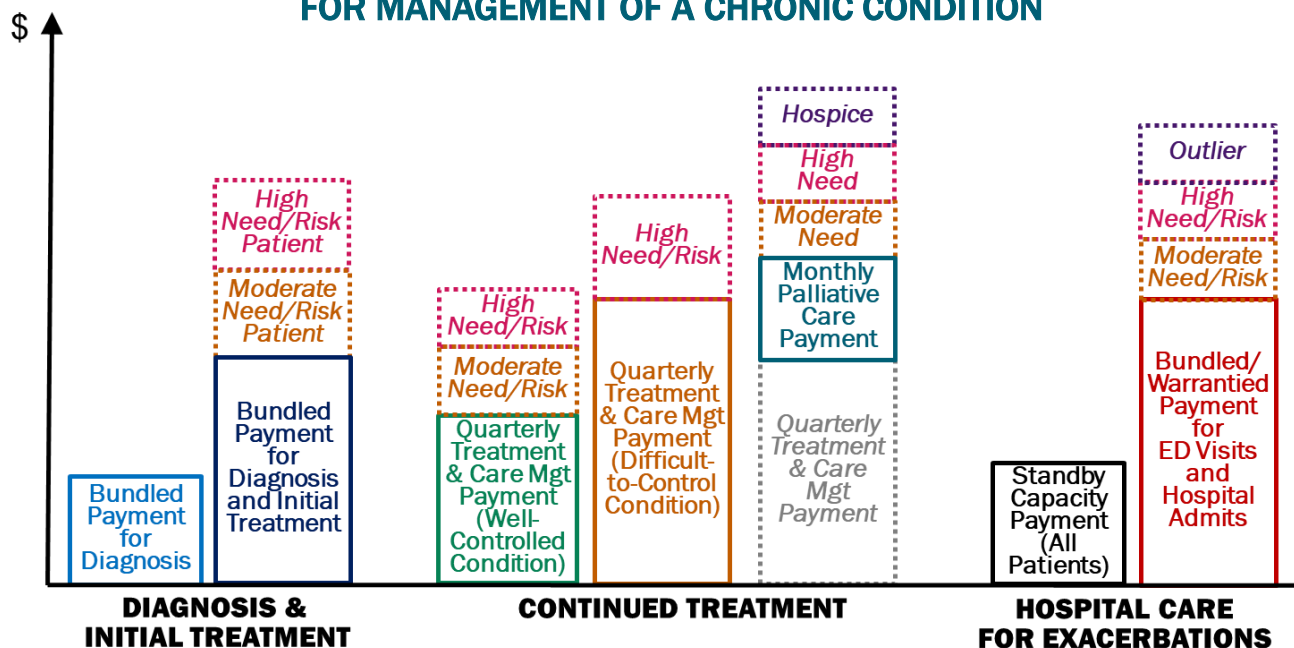 FOR MANAGEMENT OF A CHRONIC CONDITION
$
High
Need/Risk
Patient
Moderate
Need/Risk
Patient
Bundled
Payment
for
Diagnosis
and Initial
Treatment
Bundled
Payment
for
Diagnosis
High
Need/Risk
Moderate
Need/Risk
Quarterly
Treatment
& Care Mgt
Payment
(Well-
Controlled
Condition)
High
Need/Risk
Quarterly
Treatment
& Care Mgt
Payment
(Difficult-
to-Control
Condition)
Hospice
High
Need
Moderate
Need
Monthly
Palliative
Care
Payment
Quarterly
Treatment
& Care
Mgt
Payment
Standby
Capacity
Payment
(All
Patients)
Outlier
High
Need/Risk
Moderate
Need/Risk
Bundled/
Warrantied
Payment
for
ED Visits
and
Hospital
Admits
DIAGNOSIS &
INITIAL TREATMENT
CONTINUED TREATMENT
HOSPITAL CARE
FOR EXACERBATIONS